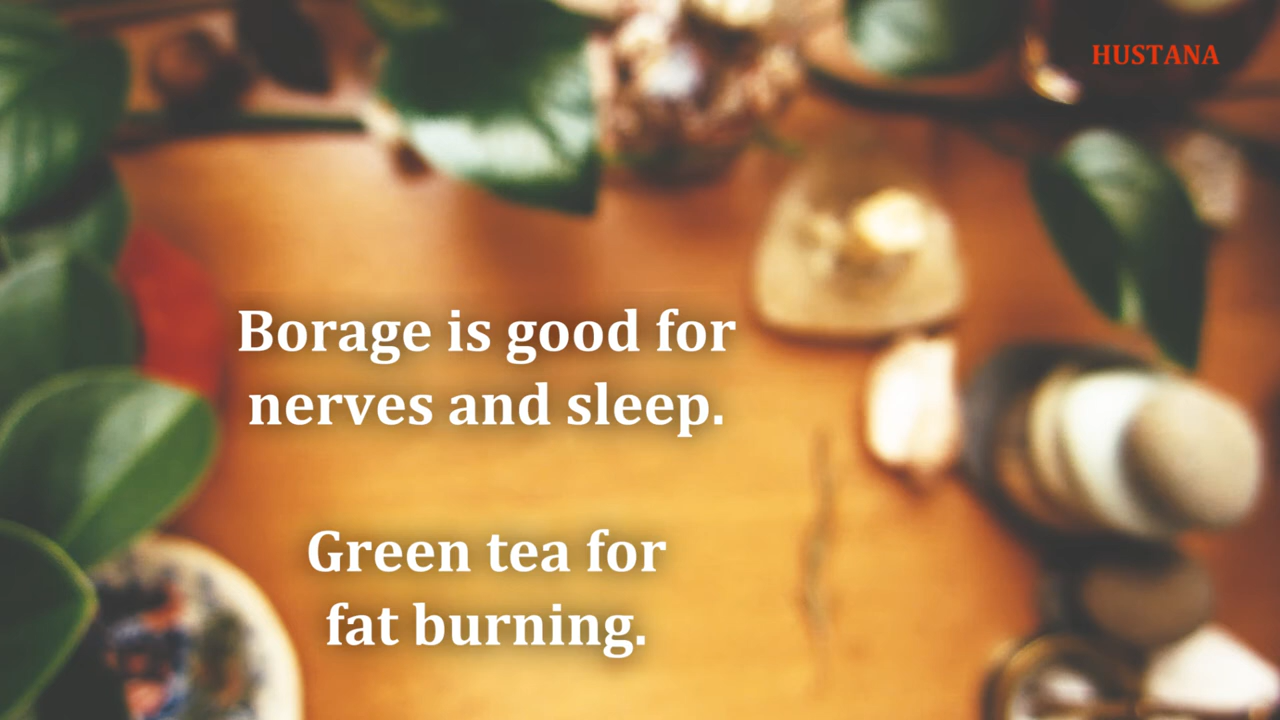 HUSTANA
Borage is good for
nerves and sleep.
Green tea for
fat burning.